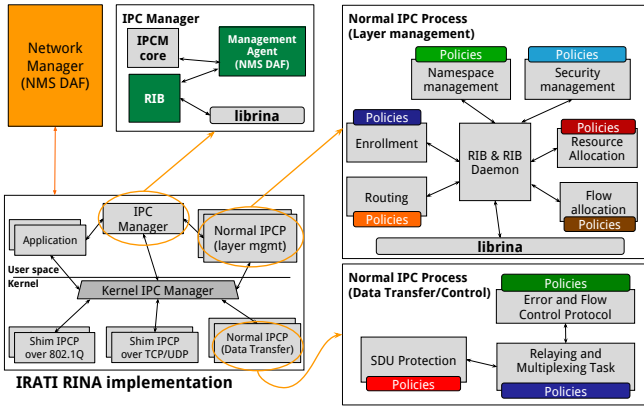 Network
Manager
(NMS DAF)
IPC Manager
IPCM
core
Management
Agent
(NMS DAF)
RIB
librina
Normal IPC Process
(Layer management)
Policies
Namespace
management
Policies
Security
management
Policies
Enrollment
RIB & RIB
Daemon
Policies
Resource
Allocation
Routing
Policies
Flow
allocation
Policies
librina
Application
IPC
Manager
Normal IPCP
(layer mgmt)
User space
Kernel
Kernel IPC Manager
Shim IPCP
over 802.1Q
Shim IPCP
over TCP/UDP
Normal IPCP
(Data Transfer)
IRATI RINA implementation
Normal IPC Process
(Data Transfer/Control)
Policies
Error and Flow
Control Protocol
SDU Protection
Policies
Relaying and
Multiplexing Task
Policies